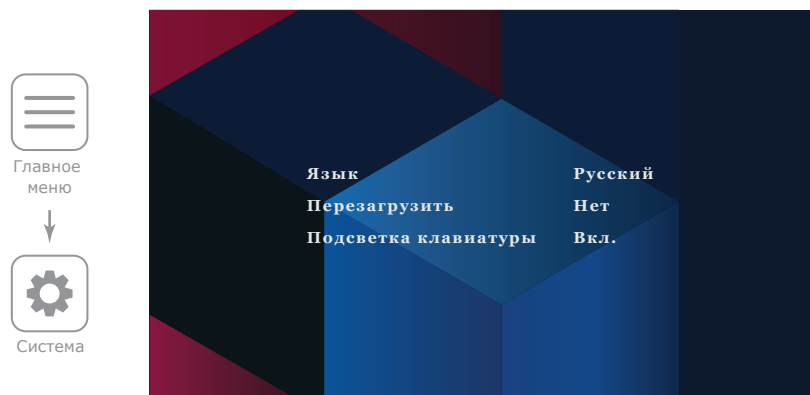 Главное
меню
Система
Язык Русский
Перезагрузить Нет
Подсветка клавиатуры Вкл.